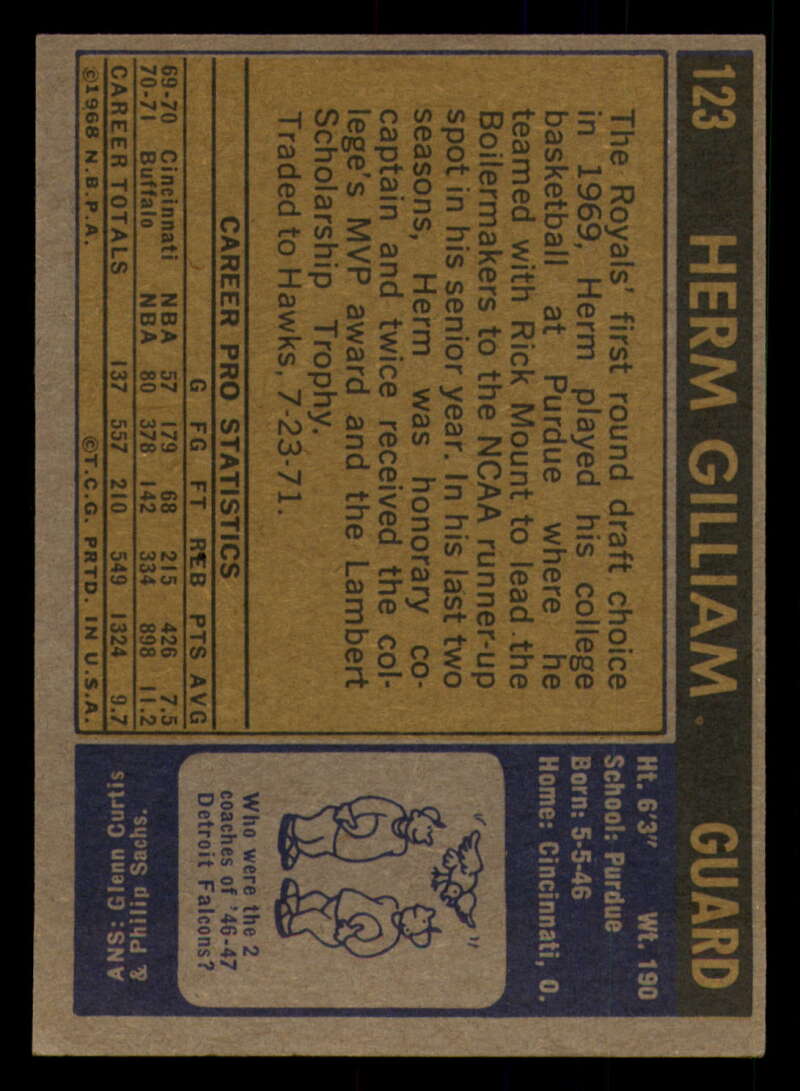 123 HERM GILLIAM. GUARD
The Royals' first round draft choice
in 1969, Herm played his college
basketball at Purdue where he
teamed with Rick Mount to lead the
Boilermakers to the NCAA runner-up
spot in his senior year. In his last two
seasons, Herm was honorary co-
captain and twice received the col-
lege's MVP award and the Lambert
Scholarship Trophy.
Traded to Hawks, 7-23-71.
CAREER PRO STATISTICS
G FG FT REB PTS AVG
69-70 Cincinnati NBA 57 179 68 215 426 7.5
70-71 Buffalo NBA 80 378 142 334 898 11.2
CAREER TOTALS 137 557 210 549 1324 9.7
©1968 N.B.P.A. ©T.C.G. PRTD. IN U.S.A.
Ht. 6'3" Wt. 190
School: Purdue
Born: 5-5-46
Home: Cincinnati, O.
Who were the 2
coaches of '46-47
Detroit Falcons?
ANS: Glenn Curtis
& Philip Sachs.